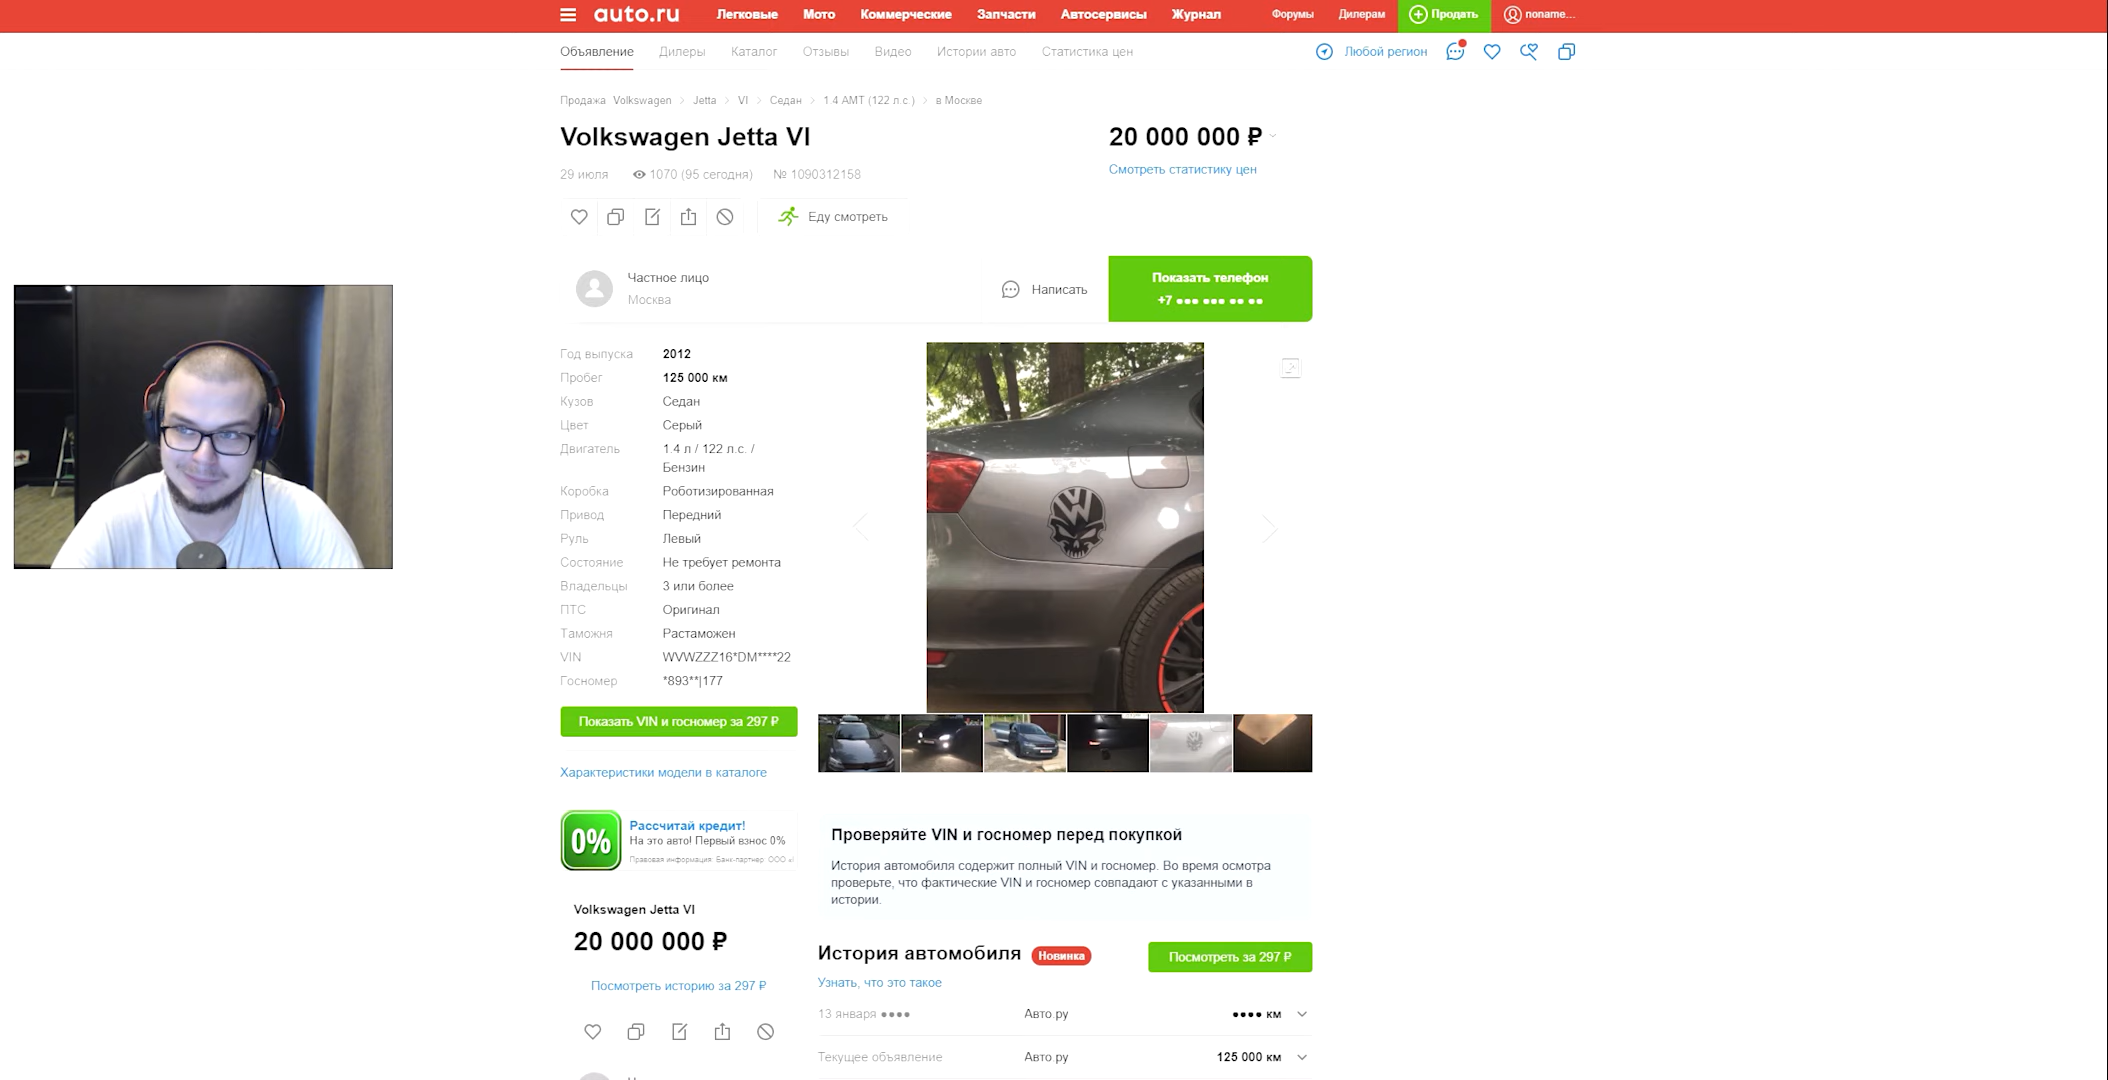 auto.ru Легковые Мото Коммерческие Запчасти Автосервисы Журнал Форумы Дилерам Продать noname...
Объявление Дилеры Каталог Отзывы Видео Истории авто Статистика цен Любой регион
Продажа Volkswagen > Jetta > VI > Седан > 1.4 AMT (122 л.с.) > в Москве
Volkswagen Jetta VI 20 000 000 ₽
29 июля 1070 (95 сегодня) № 1090312158 Смотреть статистику цен
Еду смотреть
Частное лицо
Москва
Написать
Показать телефон
+7 ●●● ●●● ●● ●●
Год выпуска 2012
Пробег 125 000 км
Кузов Седан
Цвет Серый
Двигатель 1.4 л / 122 л.с. /
Бензин
Коробка Роботизированная
Привод Передний
Руль Левый
Состояние Не требует ремонта
Владельцы 3 или более
ПТС Оригинал
Таможня Растаможен
VIN WVWZZZ16*DM****22
Госномер *893**|177
Показать VIN и госномер за 297 ₽
Характеристики модели в каталоге
0%
Рассчитай кредит!
На это авто! Первый взнос 0%
Правовая информация: Банк-партнер: ООО
Volkswagen Jetta VI
20 000 000 ₽
Посмотреть историю за 297 ₽
Проверяйте VIN и госномер перед покупкой
История автомобиля содержит полный VIN и госномер. Во время осмотра
проверьте, что фактические VIN и госномер совпадают с указанными в
истории.
История автомобиля Новинка Посмотреть за 297 ₽
Узнать, что это такое
13 января ●●●● Авто.ру ●●●● км
Текущее объявление Авто.ру 125 000 км